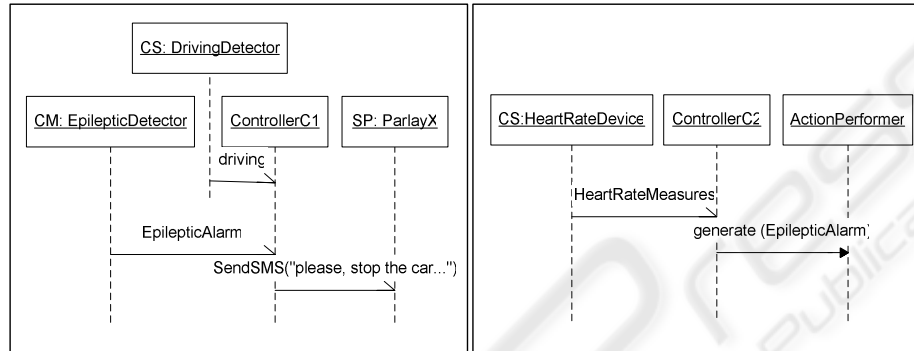 CS: DrivingDetector
CM: EpilepticDetector
ControllerC1
SP: ParlayX
driving
EpilepticAlarm
SendSMS("please, stop the car...")
CS:HeartRateDevice
ControllerC2
ActionPerformer
HeartRateMeasures
generate (EpilepticAlarm)